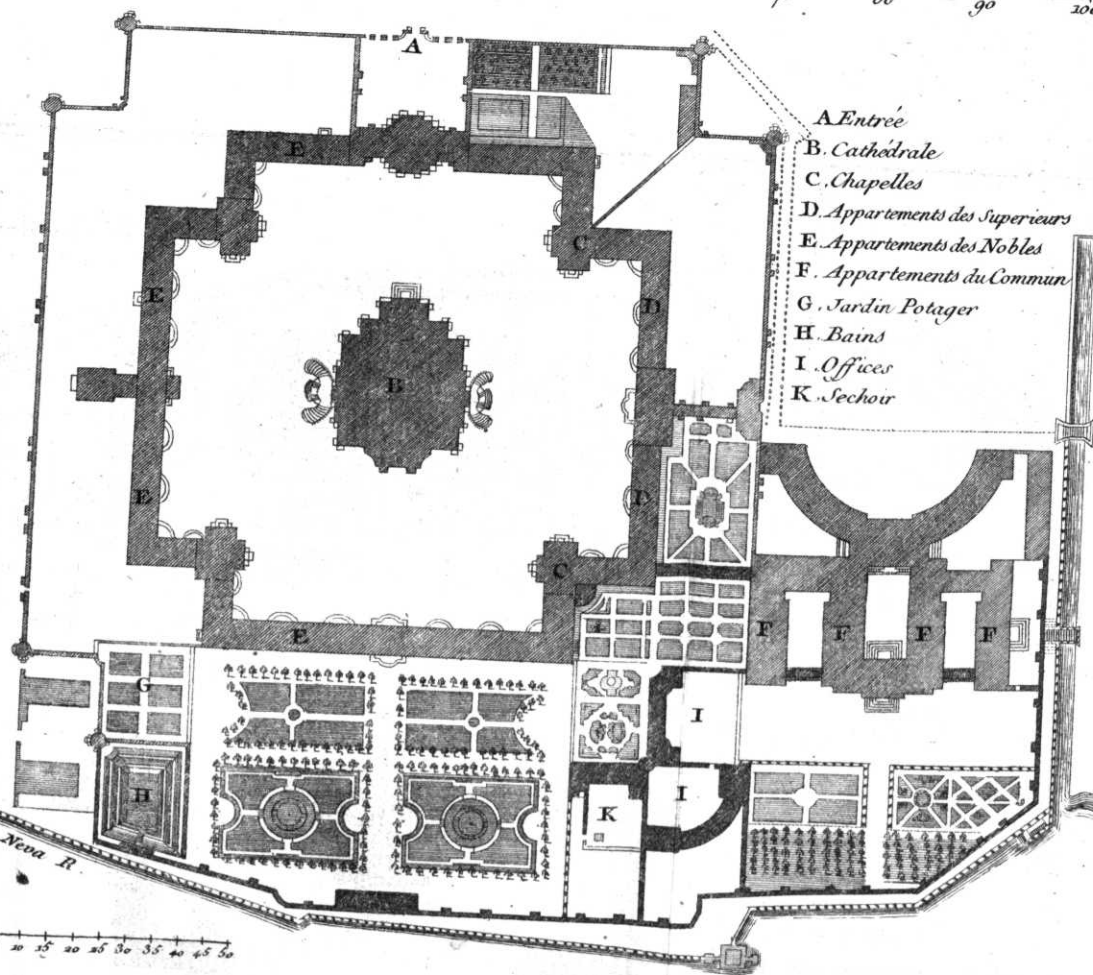 90 100
A
A Entrée
B. Cathédrale
C. Chapelles
D. Appartements des Superieurs
E. Appartements des Nobles
F. Appartements du Commun
G. Jardin Potager
H. Bains
I. Offices
K. Sechoir
E
C
E
D
B
E
D
C
E
F F F F
G
I
H
I
K
Neva R
10 15 20 25 30 35 40 45 50